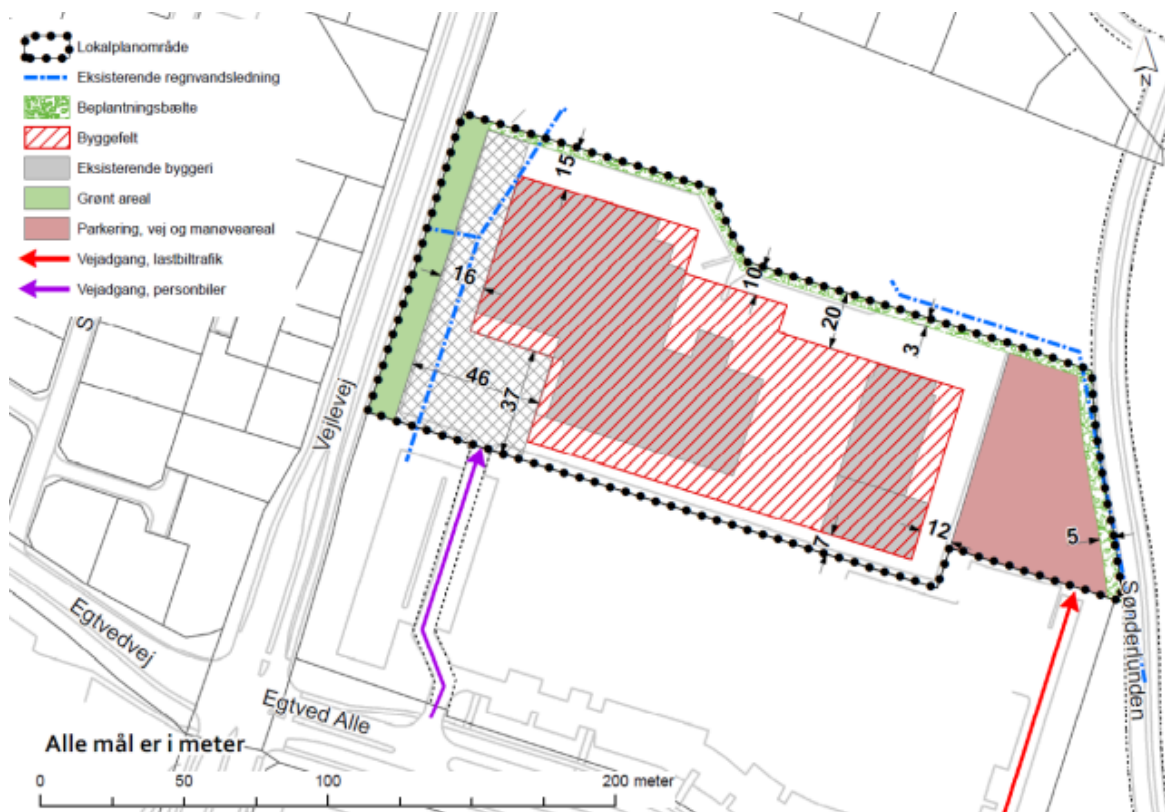 Lokalplanområde
Eksisterende regnvandsledning
Beplantningsbælte
Byggefelt
Eksisterende byggeri
Grønt areal
Parkering, vej og manøveareal
Vejadgang, lastbiltrafik
Vejadgang, personbiler
N
15
10
16
20
3
S
46
37
Vejlevej
12
5
7
Sønderlunden
Egtvedvej
Egtved Alle
Alle mål er i meter
0 50 100 200 meter